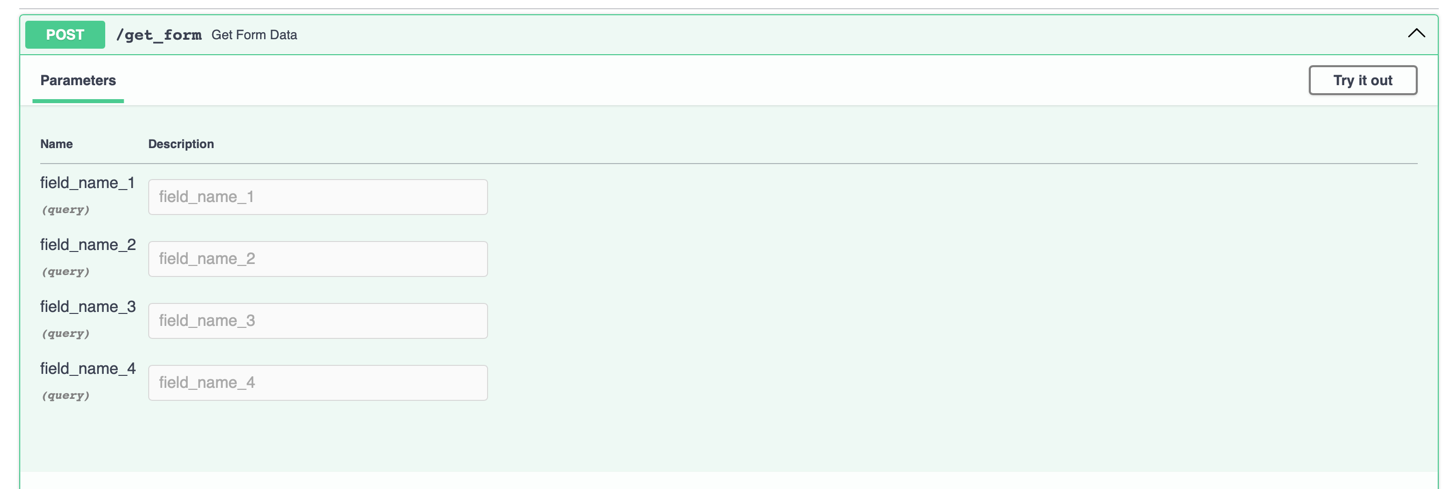 POST /get_form Get Form Data
Parameters
Try it out
Name Description
field_name_1
(query)
field_name_1
field_name_2
(query)
field_name_2
field_name_3
(query)
field_name_3
field_name_4
(query)
field_name_4